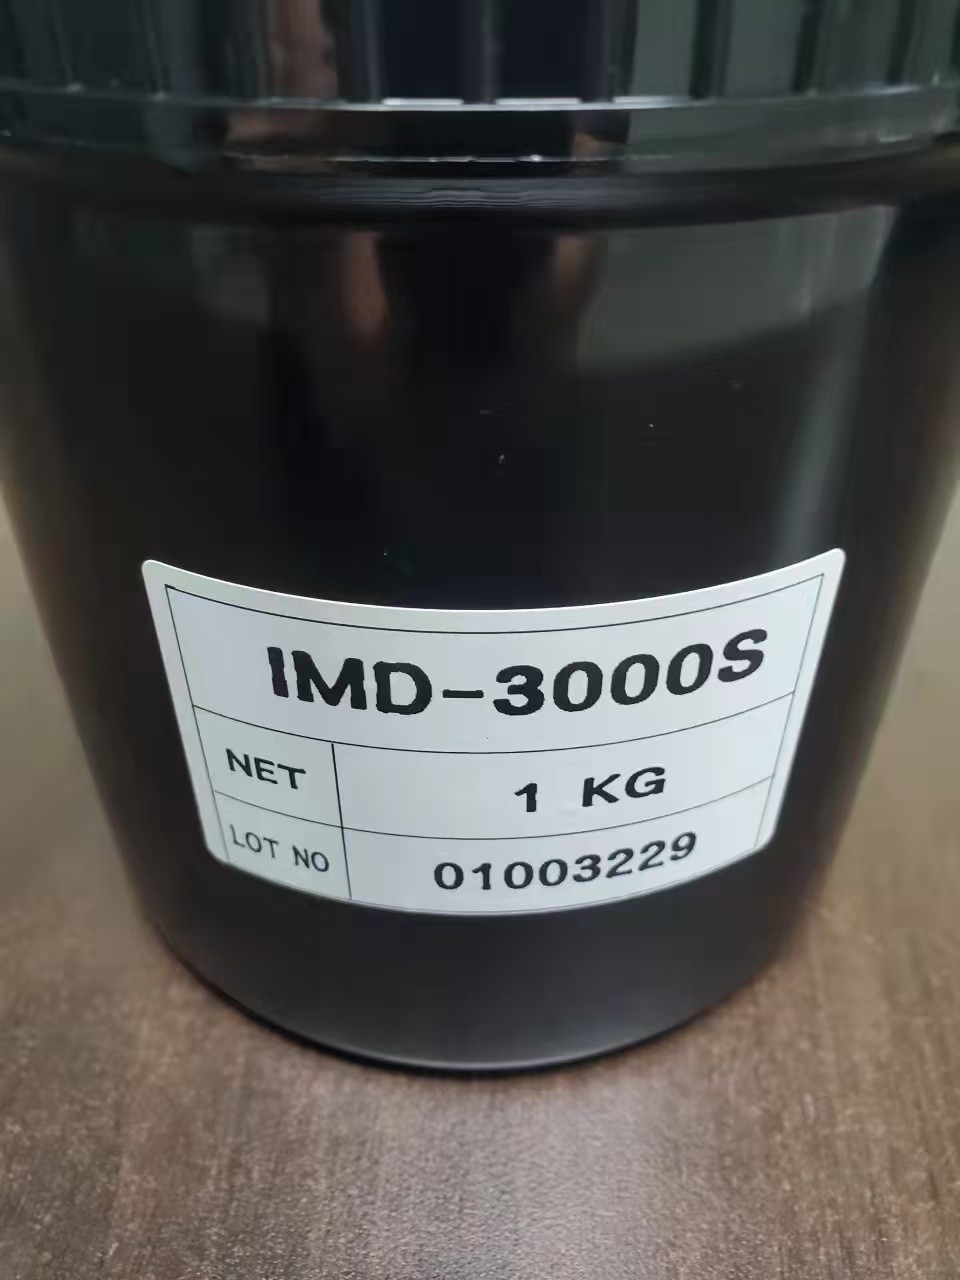 IMD-3000S
NET 1 KG
LOT NO 01003229